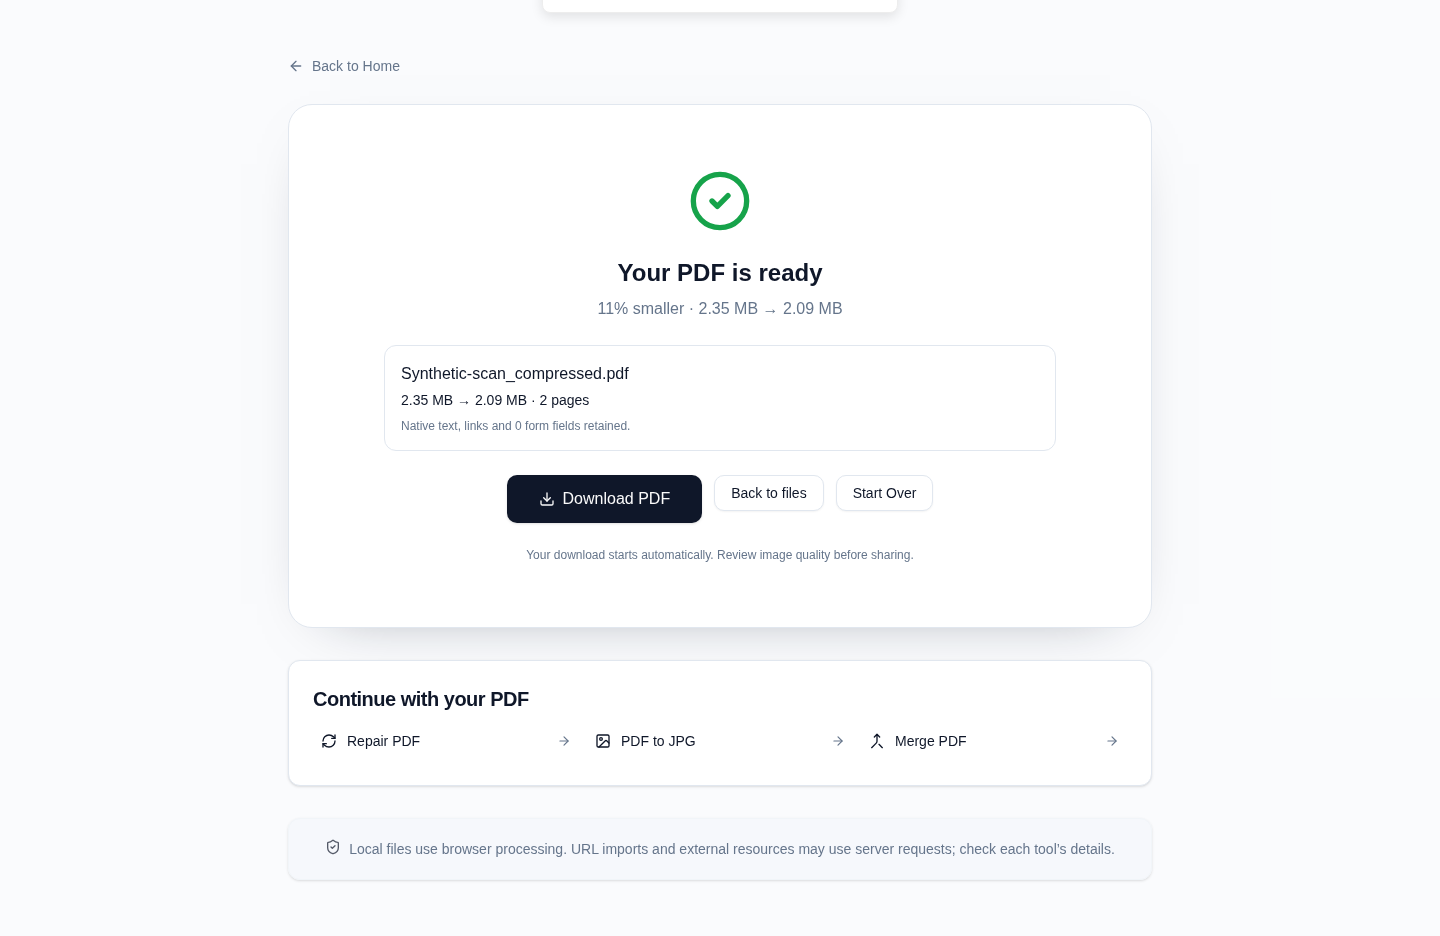 Back to Home
Your PDF is ready
11% smaller · 2.35 MB → 2.09 MB
Synthetic-scan_compressed.pdf
2.35 MB → 2.09 MB · 2 pages
Native text, links and 0 form fields retained.
Download PDF
Back to files
Start Over
Your download starts automatically. Review image quality before sharing.
Continue with your PDF
Repair PDF
PDF to JPG
Merge PDF
Local files use browser processing. URL imports and external resources may use server requests; check each tool's details.